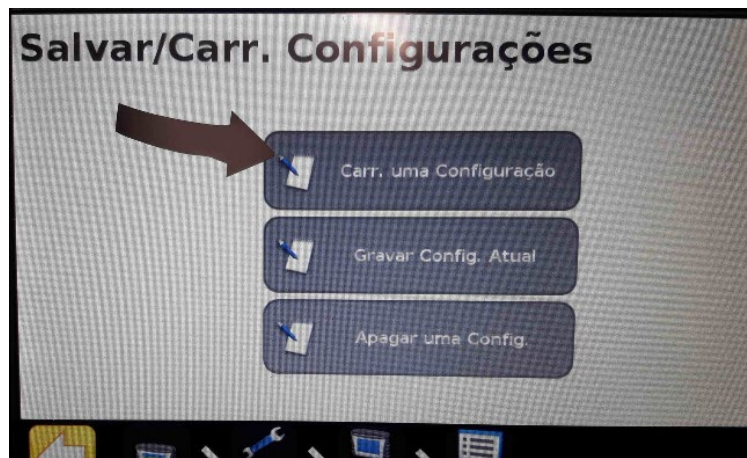 Salvar/Carr. Configurações
Carr. uma Configuração
Gravar Config. Atual
Apagar uma Config.